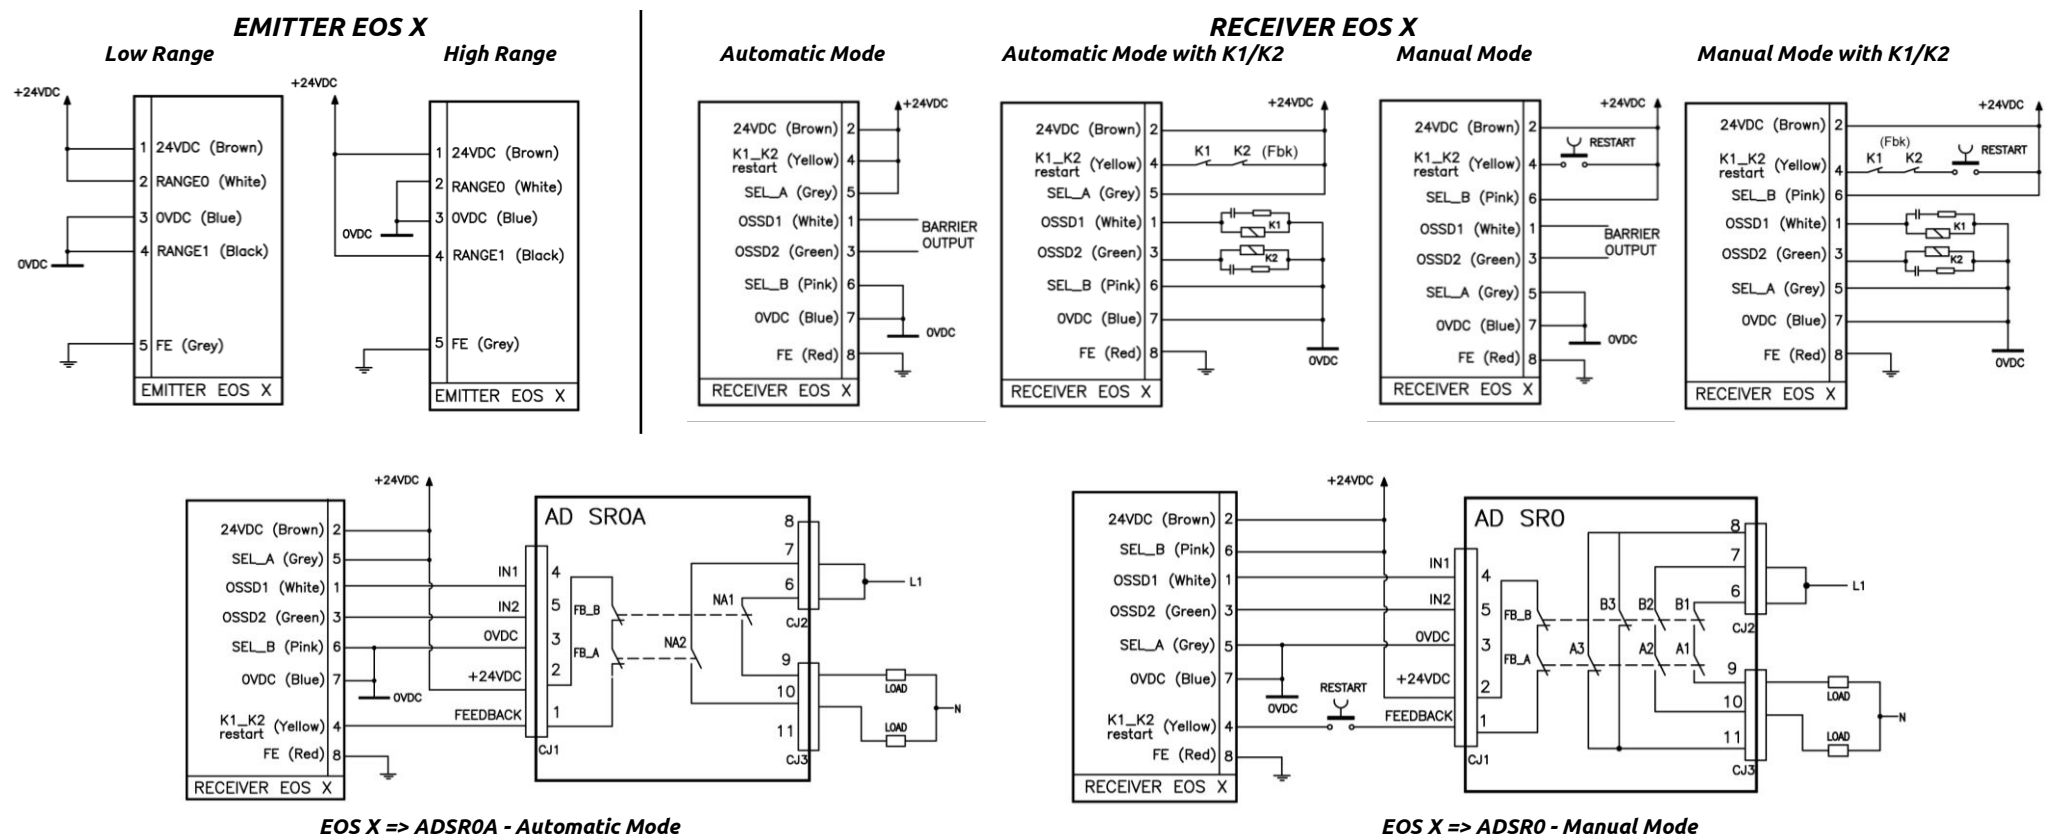 EMITTER EOS X
RECEIVER EOS X
Low Range
High Range
Automatic Mode
Automatic Mode with K1/K2
Manual Mode
Manual Mode with K1/K2
+24VDC
1 24VDC (Brown)
2 RANGE0 (White)
3 0VDC (Blue)
4 RANGE1 (Black)
0VDC
5 FE (Grey)
EMITTER EOS X
+24VDC
1 24VDC (Brown)
2 RANGE0 (White)
3 0VDC (Blue)
0VDC
4 RANGE1 (Black)
5 FE (Grey)
EMITTER EOS X
+24VDC
24VDC (Brown) 2
K1_K2
restart (Yellow) 4
SEL_A (Grey) 5
OSSD1 (White) 1
BARRIER
OUTPUT
OSSD2 (Green) 3
SEL_B (Pink) 6
0VDC (Blue) 7
0VDC
FE (Red) 8
RECEIVER EOS X
+24VDC
24VDC (Brown) 2
K1 K2 (Fbk)
K1_K2
restart (Yellow) 4
SEL_A (Grey) 5
OSSD1 (White) 1
K1
OSSD2 (Green) 3
K2
SEL_B (Pink) 6
0VDC (Blue) 7
FE (Red) 8
0VDC
RECEIVER EOS X
+24VDC
24VDC (Brown) 2
RESTART
K1_K2
restart (Yellow) 4
SEL_B (Pink) 6
OSSD1 (White) 1
BARRIER
OUTPUT
OSSD2 (Green) 3
SEL_A (Grey) 5
0VDC (Blue) 7
0VDC
FE (Red) 8
RECEIVER EOS X
+24VDC
24VDC (Brown) 2
(Fbk)
K1 K2
RESTART
K1_K2
restart (Yellow) 4
SEL_B (Pink) 6
OSSD1 (White) 1
K1
OSSD2 (Green) 3
K2
SEL_A (Grey) 5
0VDC (Blue) 7
FE (Red) 8
0VDC
RECEIVER EOS X
+24VDC
24VDC (Brown) 2
SEL_A (Grey) 5
OSSD1 (White) 1
OSSD2 (Green) 3
SEL_B (Pink) 6
0VDC (Blue) 7
0VDC
K1_K2
restart (Yellow) 4
FE (Red) 8
RECEIVER EOS X
AD SR0A
IN1 4
IN2 5
0VDC 3
+24VDC 2
FEEDBACK 1
CJ1
FB_B
FB_A
NA1
NA2
8
7
6
CJ2
L1
9
10
11
CJ3
LOAD
LOAD
N
EOS X => ADSR0A - Automatic Mode
+24VDC
24VDC (Brown) 2
SEL_B (Pink) 6
OSSD1 (White) 1
OSSD2 (Green) 3
SEL_A (Grey) 5
0VDC (Blue) 7
0VDC
RESTART
K1_K2
restart (Yellow) 4
FE (Red) 8
RECEIVER EOS X
AD SR0
IN1 4
IN2 5
0VDC 3
+24VDC 2
FEEDBACK 1
CJ1
FB_B
FB_A
B3 B2 B1
A3 A2 A1
8
7
6
CJ2
L1
9
10
11
CJ3
LOAD
LOAD
N
EOS X => ADSR0 - Manual Mode